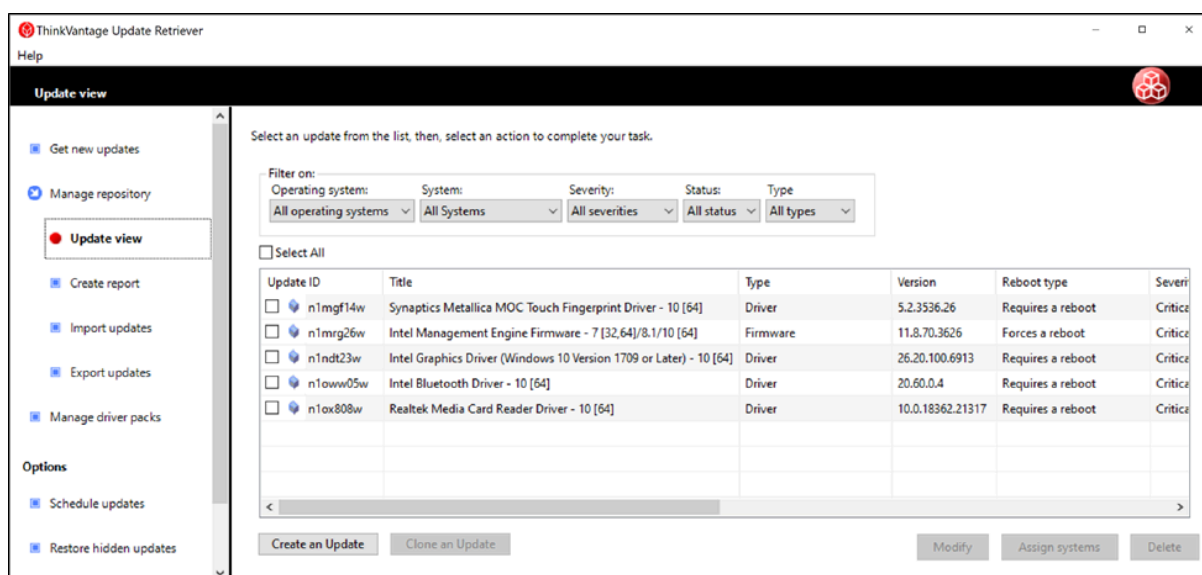 ThinkVantage Update Retriever
Help
Update view
Get new updates
Manage repository
Update view
Create report
Import updates
Export updates
Manage driver packs
Options
Schedule updates
Restore hidden updates
Select an update from the list, then, select an action to complete your task.
Filter on:
Operating system: System: Severity: Status: Type
All operating systems All Systems All severities All status All types
Select All
Update ID Title Type Version Reboot type Severi
n1mgf14w Synaptics Metallica MOC Touch Fingerprint Driver - 10 [64] Driver 5.2.3536.26 Requires a reboot Critica
n1mrg26w Intel Management Engine Firmware - 7 [32,64]/8.1/10 [64] Firmware 11.8.70.3626 Forces a reboot Critica
n1ndt23w Intel Graphics Driver (Windows 10 Version 1709 or Later) - 10 [64] Driver 26.20.100.6913 Requires a reboot Critica
n1oww05w Intel Bluetooth Driver - 10 [64] Driver 20.60.0.4 Requires a reboot Critica
n1ox808w Realtek Media Card Reader Driver - 10 [64] Driver 10.0.18362.21317 Requires a reboot Critica
Create an Update Clone an Update Modify Assign systems Delete